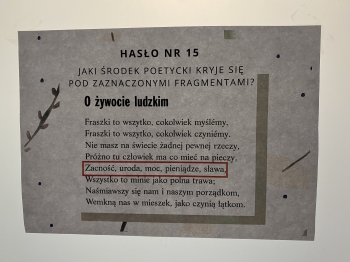 HASŁO NR 15
JAKI ŚRODEK POETYCKI KRYJE SIĘ
POD ZAZNACZONYM FRAGMENTAMI?
O żywocie ludzkim
Fraszki to wszytko, cokolwiek myślémy,
Fraszki to wszytko, cokolwiek czyniémy.
Nie masz na świecie żadnej pewnej rzeczy,
Próżno tu człowiek ma co mieć na pieczy.
Zacność, uroda, moc, pieniądze, sława,
Wszystko to minie jako polna trawa;
Naśmiawszy się nam i naszym porządkom,
Wemkną nas w mieszek, jako czynią łątkom.